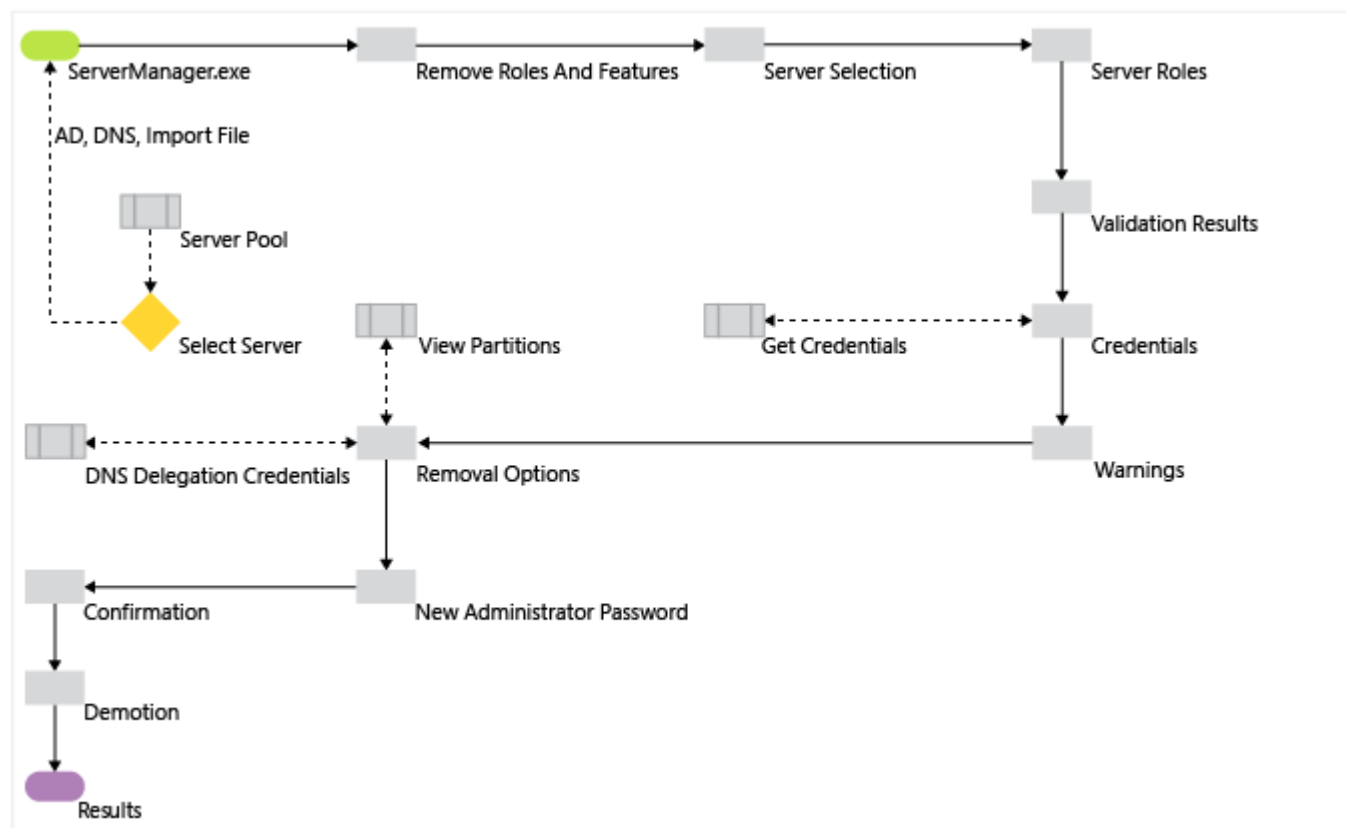 ServerManager.exe
Remove Roles And Features
Server Selection
Server Roles
AD, DNS, Import File
Server Pool
Validation Results
Select Server
View Partitions
Get Credentials
Credentials
DNS Delegation Credentials
Removal Options
Warnings
Confirmation
New Administrator Password
Demotion
Results